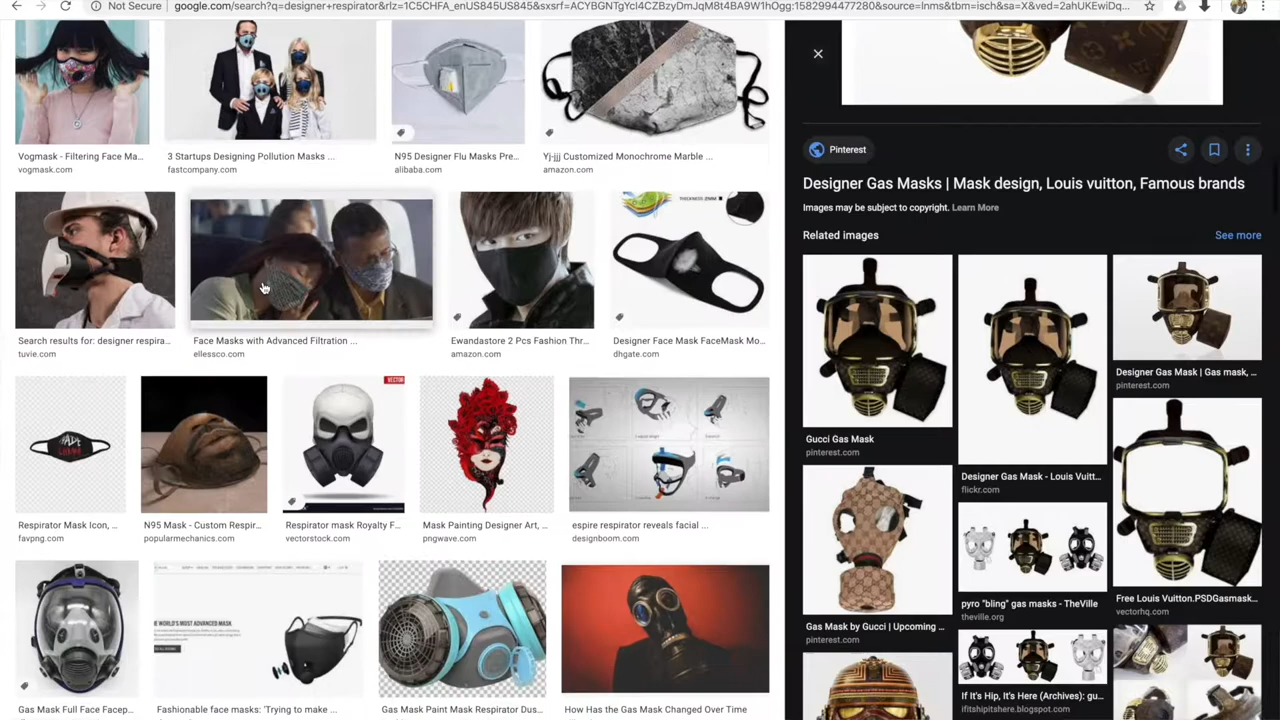 Not Secure
google.com/search?q=designer+respirator&rlz=1C5CHFA_enUS845US845&sxsrf=ACYBGNTgYcI4CZBzyDmJqM8t4BA9W1hOgg:1582994477280&source=lnms&tbm=isch&sa=X&ved=2ahUKEwiDq...
Vogmask - Filtering Face Ma...
vogmask.com
3 Startups Designing Pollution Masks ...
fastcompany.com
N95 Designer Flu Masks Pre...
alibaba.com
Yj-jjj Customized Monochrome Marble ...
amazon.com
Search results for: designer respira...
tuvie.com
Face Masks with Advanced Filtration ...
ellessco.com
Ewandastore 2 Pcs Fashion Thr...
amazon.com
Designer Face Mask FaceMask Mo...
dhgate.com
VECTOR
Respirator Mask Icon, ...
favpng.com
N95 Mask - Custom Respir...
popularmechanics.com
Respirator mask Royalty F...
vectorstock.com
Mask Painting Designer Art, ...
pngwave.com
espire respirator reveals facial ...
designboom.com
IE WORLD'S MOST ADVANCED MASK.
Gas Mask Full Face Facep...
Fashionable face masks: 'Trying to make ...
Gas Mask Paint Mask Respirator Dus...
How Has the Gas Mask Changed Over Time
Pinterest
Designer Gas Masks | Mask design, Louis vuitton, Famous brands
Images may be subject to copyright. Learn More
Related images
See more
Gucci Gas Mask
pinterest.com
Designer Gas Mask - Louis Vuitt...
flickr.com
Designer Gas Mask | Gas mask, ...
pinterest.com
Gas Mask by Gucci | Upcoming ...
pinterest.com
pyro "bling" gas masks - TheVille
theville.org
Free Louis Vuitton.PSDGasmask...
vectorhq.com
If It's Hip, It's Here (Archives): gu...
ifitshipitshere.blogspot.com